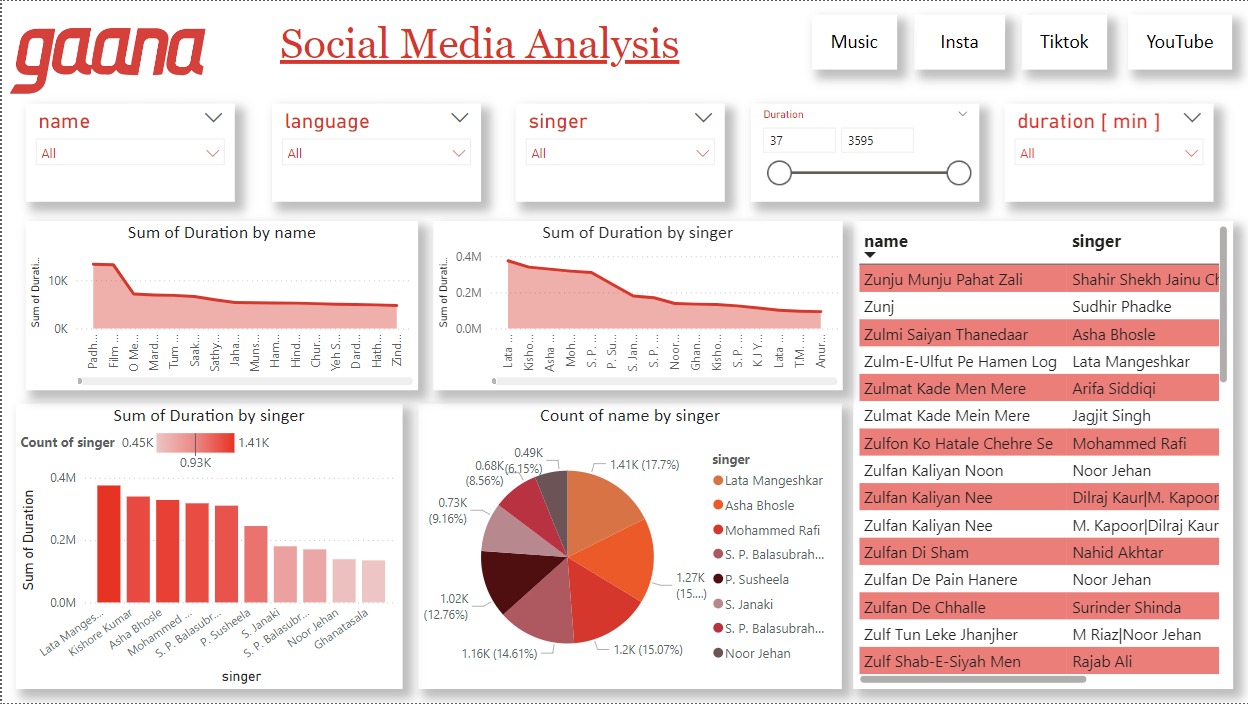 gaana
Social Media Analysis
Music
Insta
Tiktok
YouTube
name
All
language
All
singer
All
Duration
37
3595
duration [ min ]
All
Sum of Duration by name
Sum of Durati...
10K
0K
Padh...
Film ...
O Me...
Mard...
Tum ...
Saak...
Sathy...
Jaha...
Muns...
Ham...
Hind...
Chur...
Yeh S...
Dard...
Hath...
Zind...
Sum of Duration by singer
Sum of Durati...
0.4M
0.2M
0.0M
Lata ...
Kisho...
Asha ...
Moh...
S. P. ...
P. Su...
S. Jan...
S. P. ...
Noor...
Ghan...
Kisho...
S. P. ...
K J Y...
Lata ...
T.M. ...
Anur...
Sum of Duration by singer
Count of singer 0.45K 1.41K
0.93K
Sum of Duration
0.4M
0.2M
0.0M
Lata Manges...
Kishore Kumar
Asha Bhosle
Mohammed ...
S. P. Balasubr...
P. Susheela
S. Janaki
S. P. Balasubr...
Noor Jehan
Ghanatasala
singer
Count of name by singer
1.41K (17.7%)
1.27K
(15....)
1.2K (15.07%)
1.16K (14.61%)
1.02K
(12.76%)
0.73K
(9.16%)
0.68K
(8.56%)
0.49K
(6.15%)
singer
Lata Mangeshkar
Asha Bhosle
Mohammed Rafi
S. P. Balasubrah...
P. Susheela
S. Janaki
S. P. Balasubrah...
Noor Jehan
name singer
Zunju Munju Pahat Zali Shahir Shekh Jainu Ch
Zunj Sudhir Phadke
Zulmi Saiyan Thanedaar Asha Bhosle
Zulm-E-Ulfut Pe Hamen Log Lata Mangeshkar
Zulmat Kade Men Mere Arifa Siddiqi
Zulmat Kade Mein Mere Jagjit Singh
Zulfon Ko Hatale Chehre Se Mohammed Rafi
Zulfan Kaliyan Noon Noor Jehan
Zulfan Kaliyan Nee Dilraj Kaur|M. Kapoor
Zulfan Kaliyan Nee M. Kapoor|Dilraj Kaur
Zulfan Di Sham Nahid Akhtar
Zulfan De Pain Hanere Noor Jehan
Zulfan De Chhalle Surinder Shinda
Zulf Tun Leke Jhanjher M Riaz|Noor Jehan
Zulf Shab-E-Siyah Men Rajab Ali